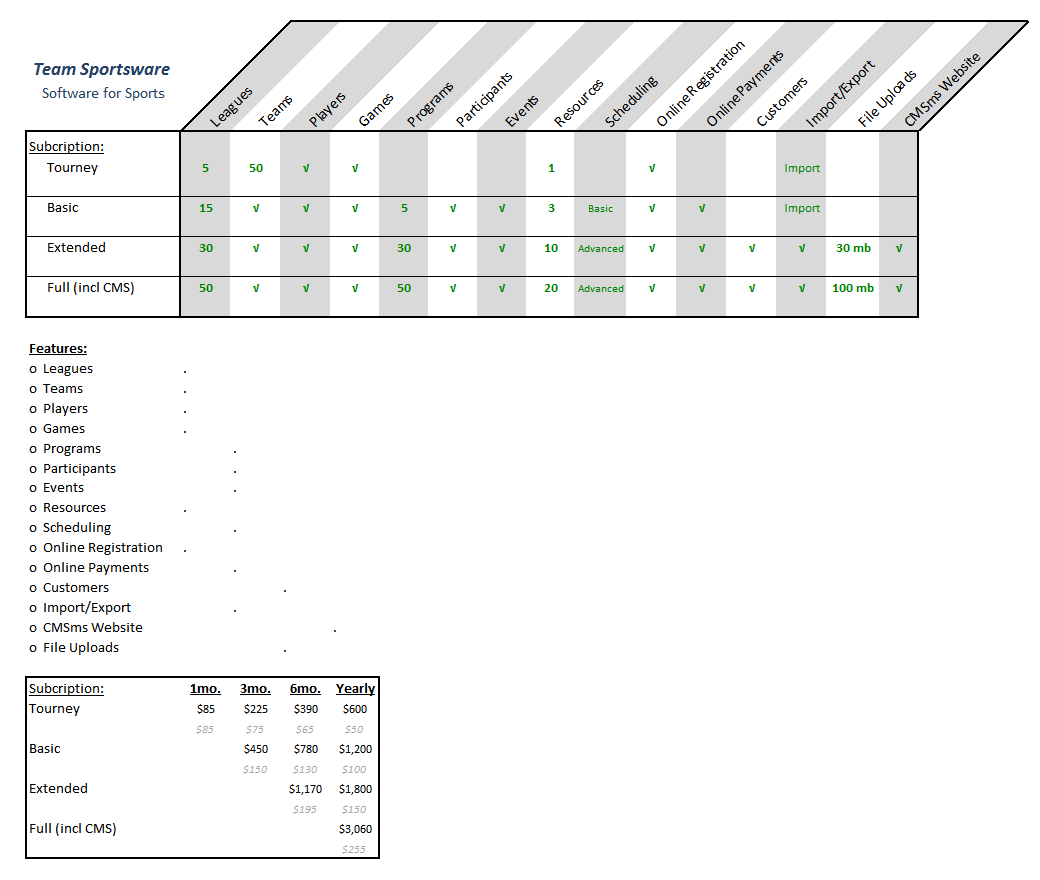 Team Sportsware
Software for Sports
Leagues Teams Players Games Programs Participants Events Resources Scheduling Online Registration Online Payments Customers Import/Export File Uploads CMSms Website
Subcription:
Tourney 5 50 √ √ 1 √ Import
Basic 15 √ √ √ 5 √ √ 3 Basic √ √ Import
Extended 30 √ √ √ 30 √ √ 10 Advanced √ √ √ √ 30 mb √
Full (incl CMS) 50 √ √ √ 50 √ √ 20 Advanced √ √ √ √ 100 mb √
Features:
o Leagues .
o Teams .
o Players .
o Games .
o Programs .
o Participants .
o Events .
o Resources .
o Scheduling .
o Online Registration .
o Online Payments .
o Customers .
o Import/Export .
o CMSms Website .
o File Uploads .
Subcription: 1mo. 3mo. 6mo. Yearly
Tourney $85 $225 $390 $600
$85 $75 $65 $50
Basic $450 $780 $1,200
$150 $130 $100
Extended $1,170 $1,800
$195 $150
Full (incl CMS) $3,060
$255